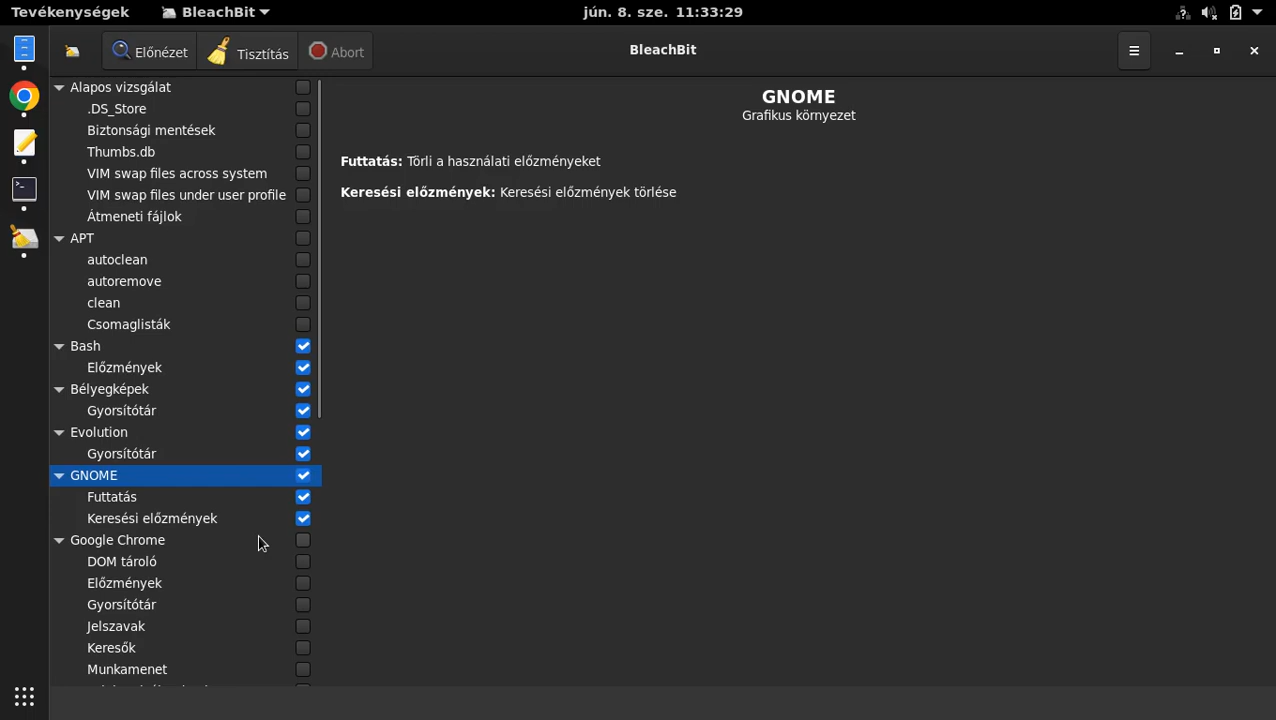 Tevékenységek
BleachBit
jún. 8. sze. 11:33:29
Előnézet
Tisztítás
Abort
BleachBit
Alapos vizsgálat
.DS_Store
Biztonsági mentések
Thumbs.db
VIM swap files across system
VIM swap files under user profile
Átmeneti fájlok
APT
autoclean
autoremove
clean
Csomaglisták
Bash
Előzmények
Bélyegképek
Gyorsítótár
Evolution
Gyorsítótár
GNOME
Futtatás
Keresési előzmények
Google Chrome
DOM tároló
Előzmények
Gyorsítótár
Jelszavak
Keresők
Munkamenet
GNOME
Grafikus környezet
Futtatás: Törli a használati előzményeket
Keresési előzmények: Keresési előzmények törlése